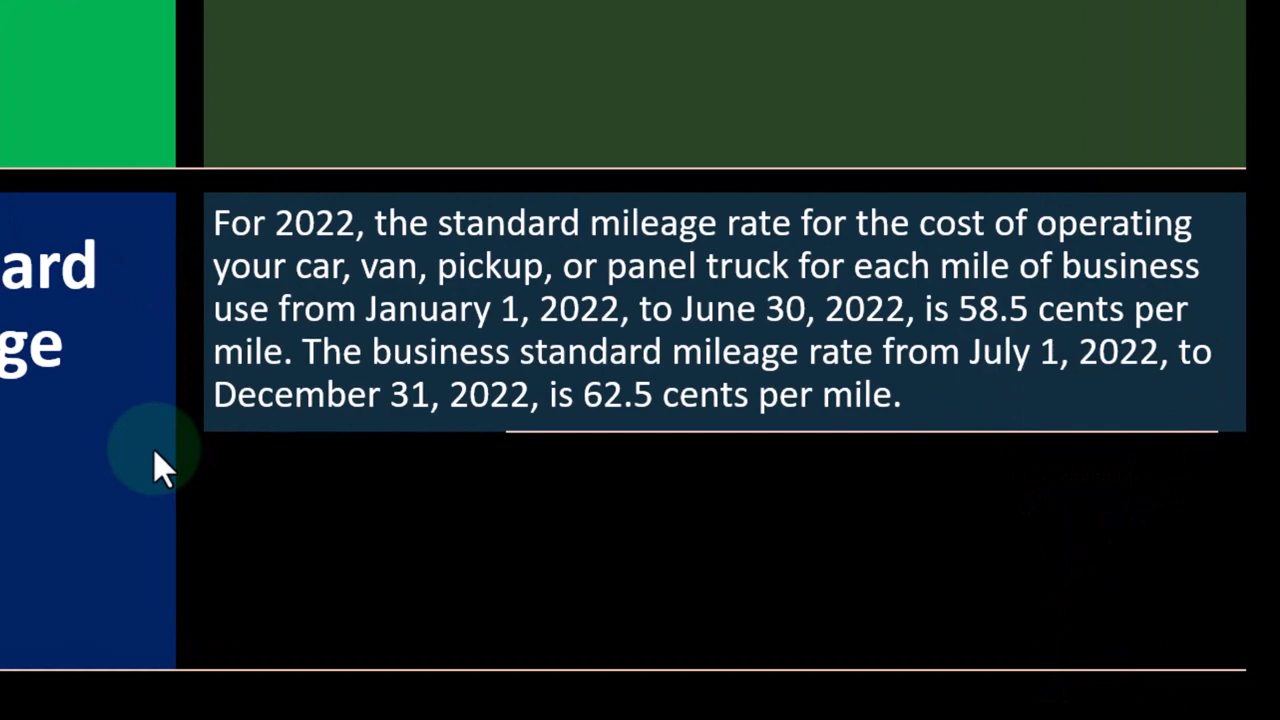 ard
ge
For 2022, the standard mileage rate for the cost of operating
your car, van, pickup, or panel truck for each mile of business
use from January 1, 2022, to June 30, 2022, is 58.5 cents per
mile. The business standard mileage rate from July 1, 2022, to
December 31, 2022, is 62.5 cents per mile.